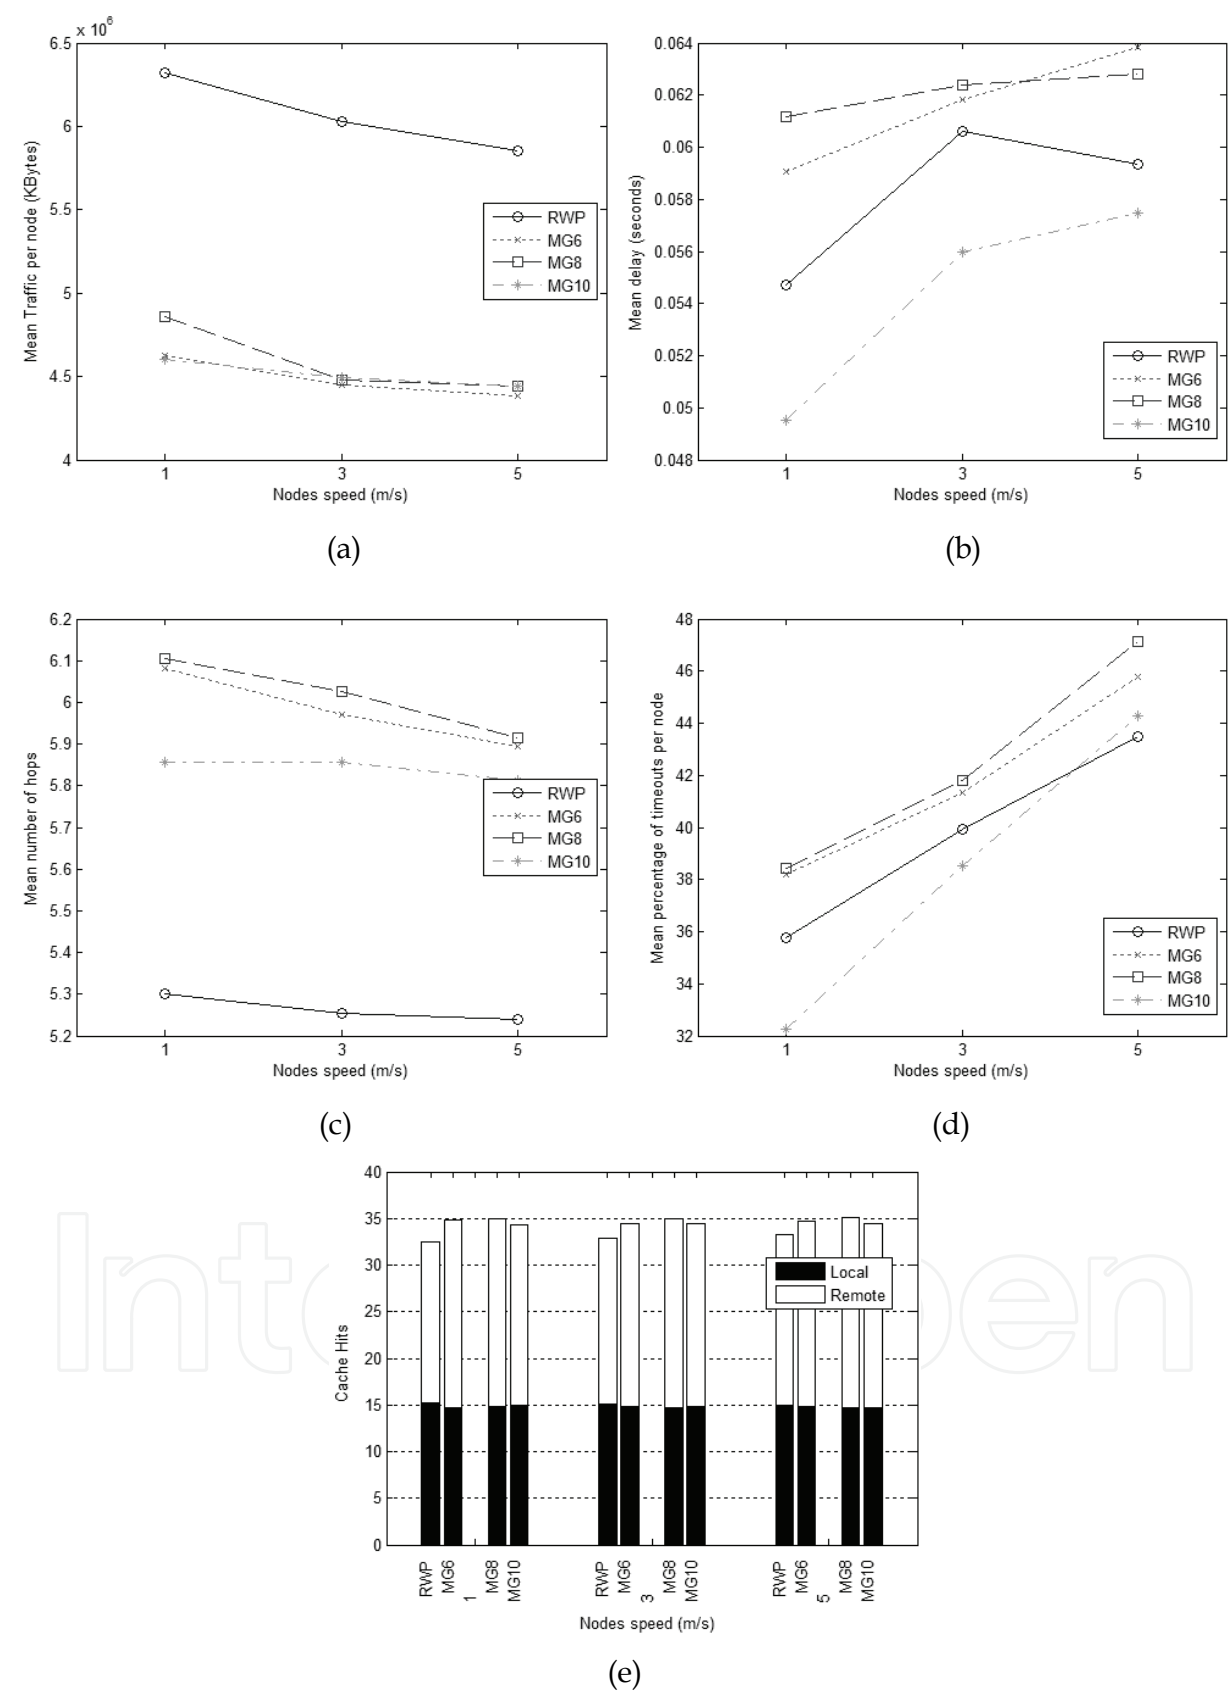 x 10^6
6.5
6
5.5
5
4.5
4
Mean Traffic per node (KBytes)
RWP
MG6
MG8
MG10
1 3 5
Nodes speed (m/s)
(a)
0.064
0.062
0.06
0.058
0.056
0.054
0.052
0.05
0.048
Mean delay (seconds)
RWP
MG6
MG8
MG10
1 3 5
Nodes speed (m/s)
(b)
6.2
6.1
6
5.9
5.8
5.7
5.6
5.5
5.4
5.3
5.2
Mean number of hops
RWP
MG6
MG8
MG10
1 3 5
Nodes speed (m/s)
(c)
48
46
44
42
40
38
36
34
32
Mean percentage of timeouts per node
RWP
MG6
MG8
MG10
1 3 5
Nodes speed (m/s)
(d)
40
35
30
25
20
15
10
5
0
Cache Hits
Local
Remote
RWP MG6 MG8 MG10 RWP MG6 MG8 MG10 RWP MG6 MG8 MG10
1 3 5
Nodes speed (m/s)
(e)